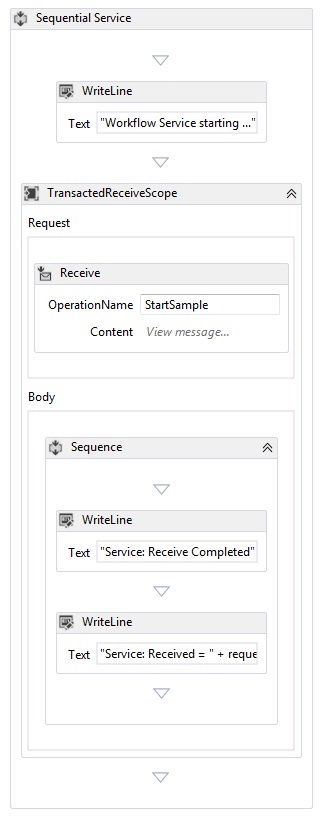 Sequential Service
WriteLine
Text "Workflow Service starting ..."
TransactedReceiveScope
Request
Receive
OperationName StartSample
Content View message...
Body
Sequence
WriteLine
Text "Service: Receive Completed"
WriteLine
Text "Service: Received = " + reque